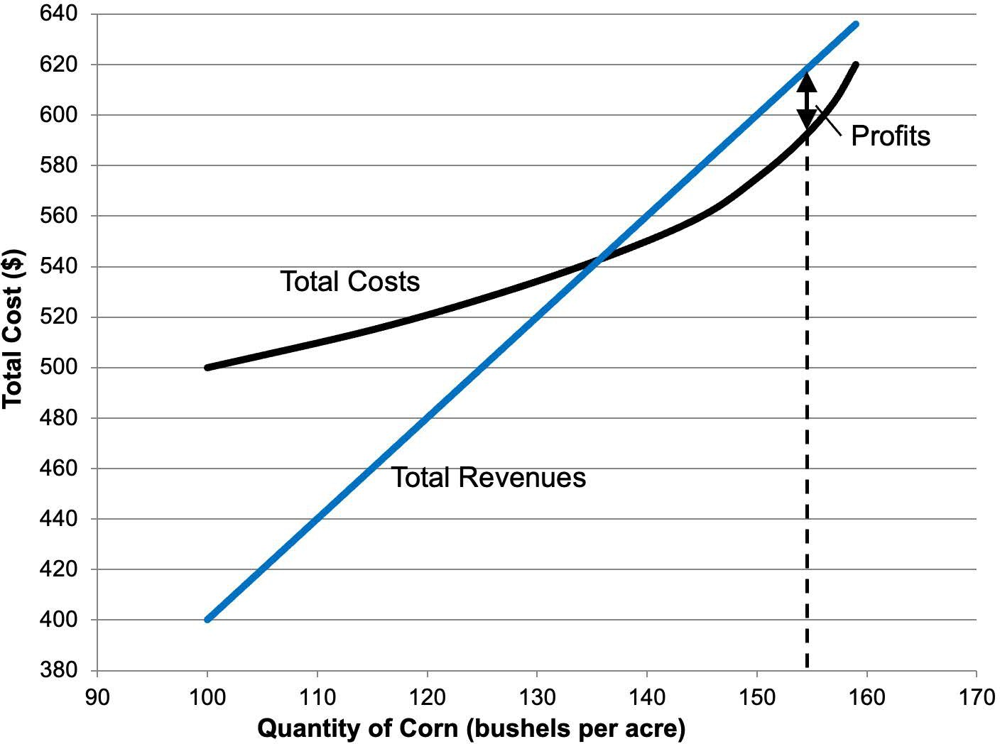 640
620
600
580
560
540
520
500
480
460
440
420
400
380
Total Cost ($)
Profits
Total Costs
Total Revenues
90 100 110 120 130 140 150 160 170
Quantity of Corn (bushels per acre)